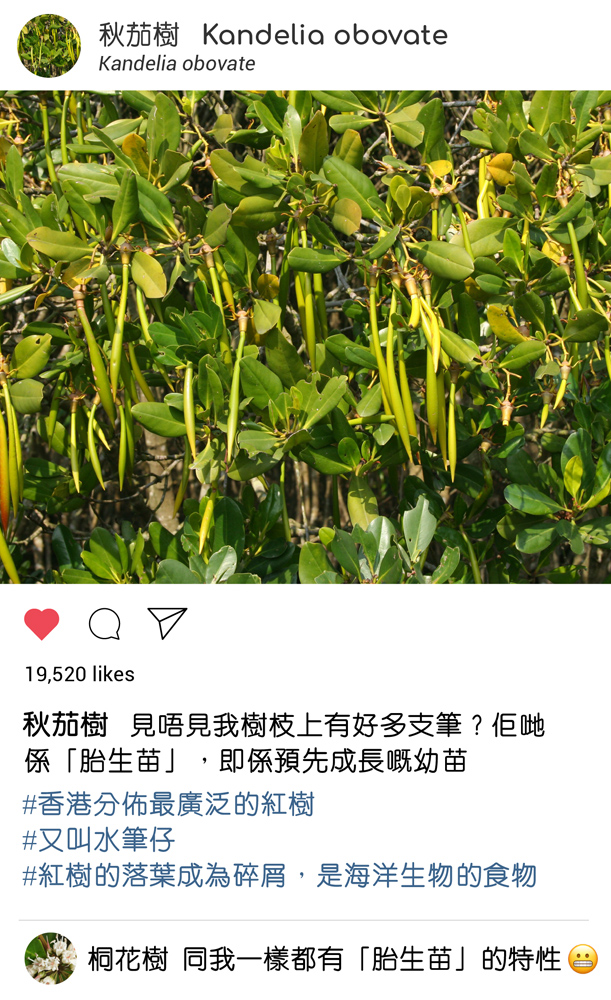 秋茄樹 Kandelia obovate
Kandelia obovate
19,520 likes
秋茄樹 見唔見我樹枝上有好多支筆？佢哋
係「胎生苗」，即係預先成長嘅幼苗
#香港分佈最廣泛的紅樹
#又叫水筆仔
#紅樹的落葉成為碎屑，是海洋生物的食物
桐花樹 同我一樣都有「胎生苗」的特性😬